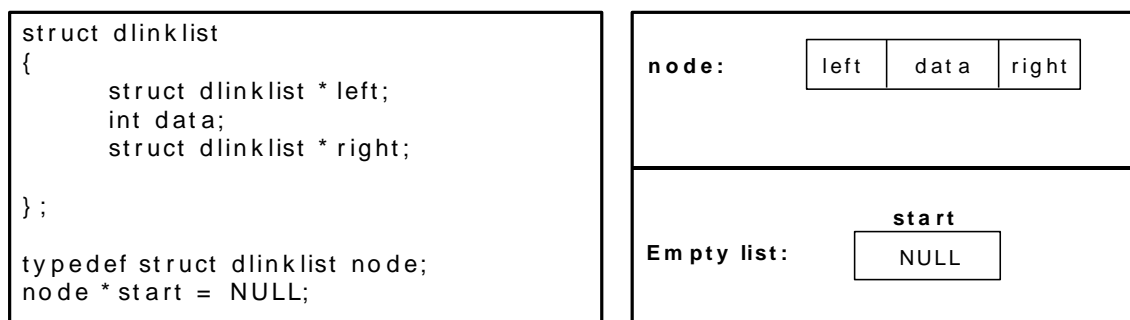 struct dlinklist
{
struct dlinklist * left;
int data;
struct dlinklist * right;
};
typedef struct dlinklist node;
node * start = NULL;
node: left data right
start
Empty list: NULL